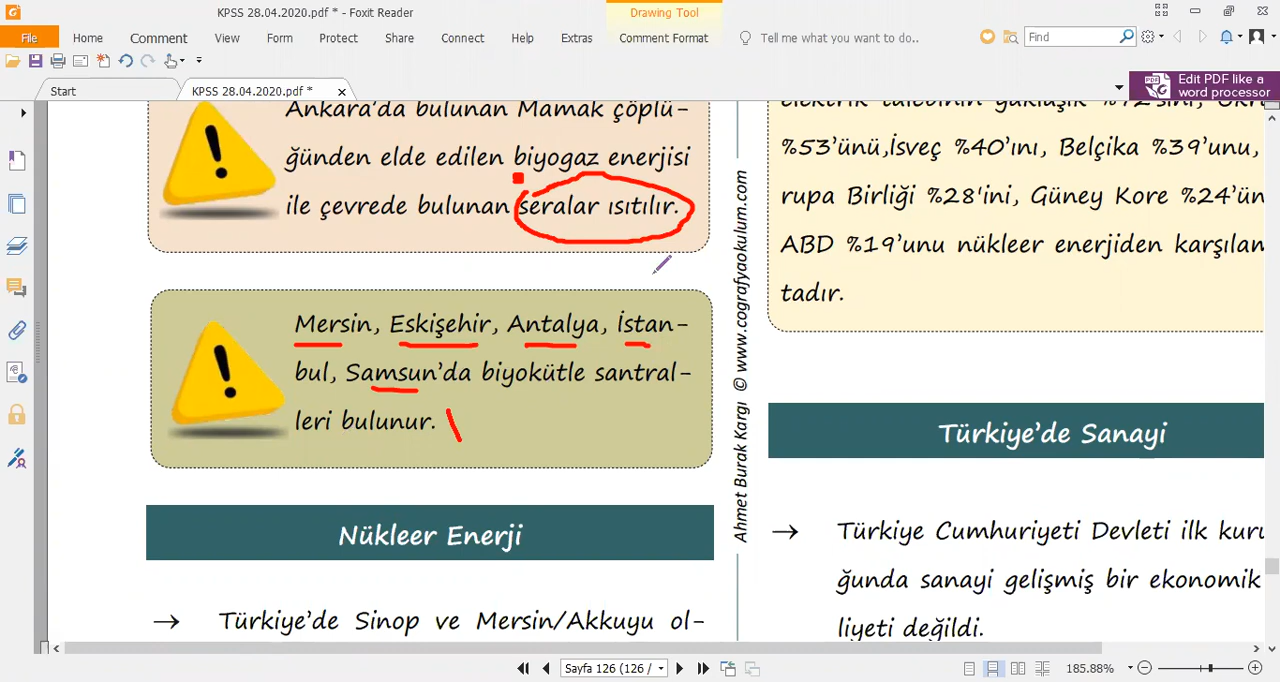 KPSS 28.04.2020.pdf * - Foxit Reader
Drawing Tool
File Home Comment View Form Protect Share Connect Help Extras Comment Format Tell me what you want to do.. Find
Start
KPSS 28.04.2020.pdf *
Edit PDF like a
word processor
Ankara'da bulunan Mamak çöplü-
ğünden elde edilen biyogaz enerjisi
ile çevrede bulunan seralar ısıtılır.
Mersin, Eskişehir, Antalya, İstan-
bul, Samsun'da biyokütle santral-
leri bulunur.
Nükleer Enerji
→ Türkiye'de Sinop ve Mersin/Akkuyu ol-
Ahmet Burak Kargı © www.cografyaokulum.com
%53'ünü,İsveç %40'ını, Belçika %39'unu,
rupa Birliği %28'ini, Güney Kore %24'ün
ABD %19'unu nükleer enerjiden karşılan
tadır.
Türkiye'de Sanayi
→ Türkiye Cumhuriyeti Devleti ilk kuru
ğunda sanayi gelişmiş bir ekonomik
liyeti değildi.
Sayfa 126 (126 /
185.88%